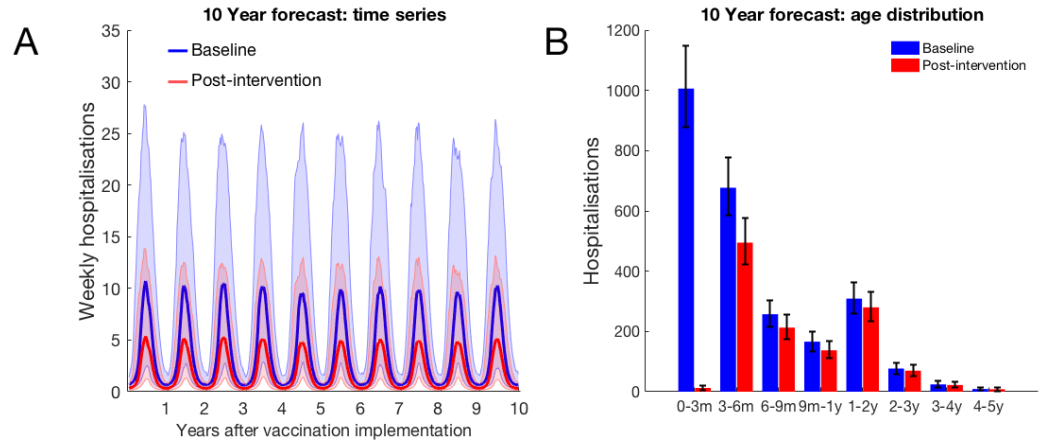 10 Year forecast: time series
A
Weekly hospitalisations
35
30
25
20
15
10
5
0
Baseline
Post-intervention
1 2 3 4 5 6 7 8 9 10
Years after vaccination implementation
10 Year forecast: age distribution
B
Hospitalisations
1200
1000
800
600
400
200
0
Baseline
Post-intervention
0-3m 3-6m 6-9m 9m-1y 1-2y 2-3y 3-4y 4-5y